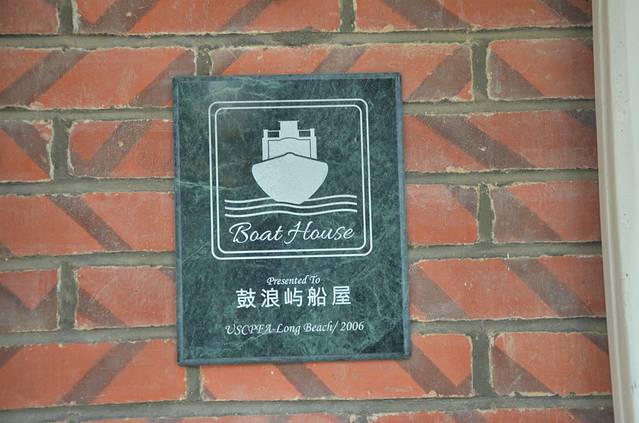 Boat House
Presented To
鼓浪屿船屋
USCPFA-Long Beach/ 2006